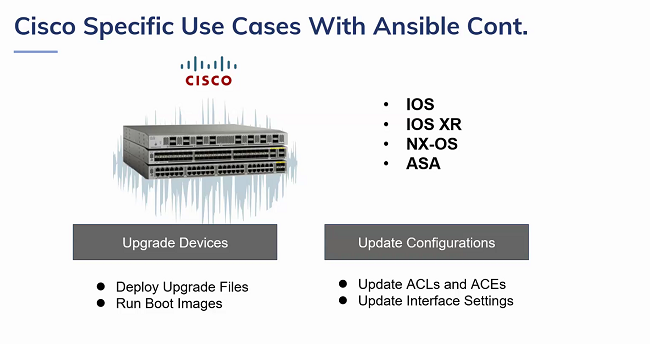 Cisco Specific Use Cases With Ansible Cont.
CISCO
• IOS
• IOS XR
• NX-OS
• ASA
Upgrade Devices
● Deploy Upgrade Files
● Run Boot Images
Update Configurations
● Update ACLs and ACEs
● Update Interface Settings